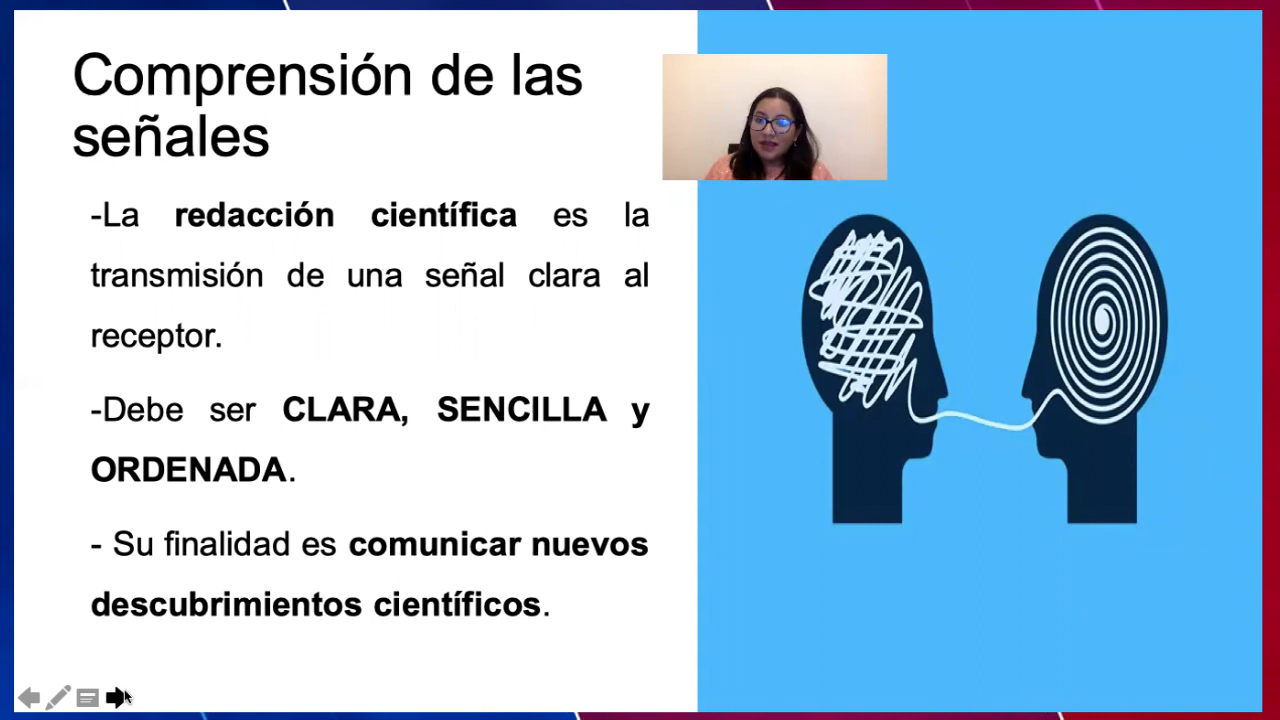 Comprensión de las
señales
-La redacción científica es la
transmisión de una señal clara al
receptor.
-Debe ser CLARA, SENCILLA y
ORDENADA.
- Su finalidad es comunicar nuevos
descubrimientos científicos.